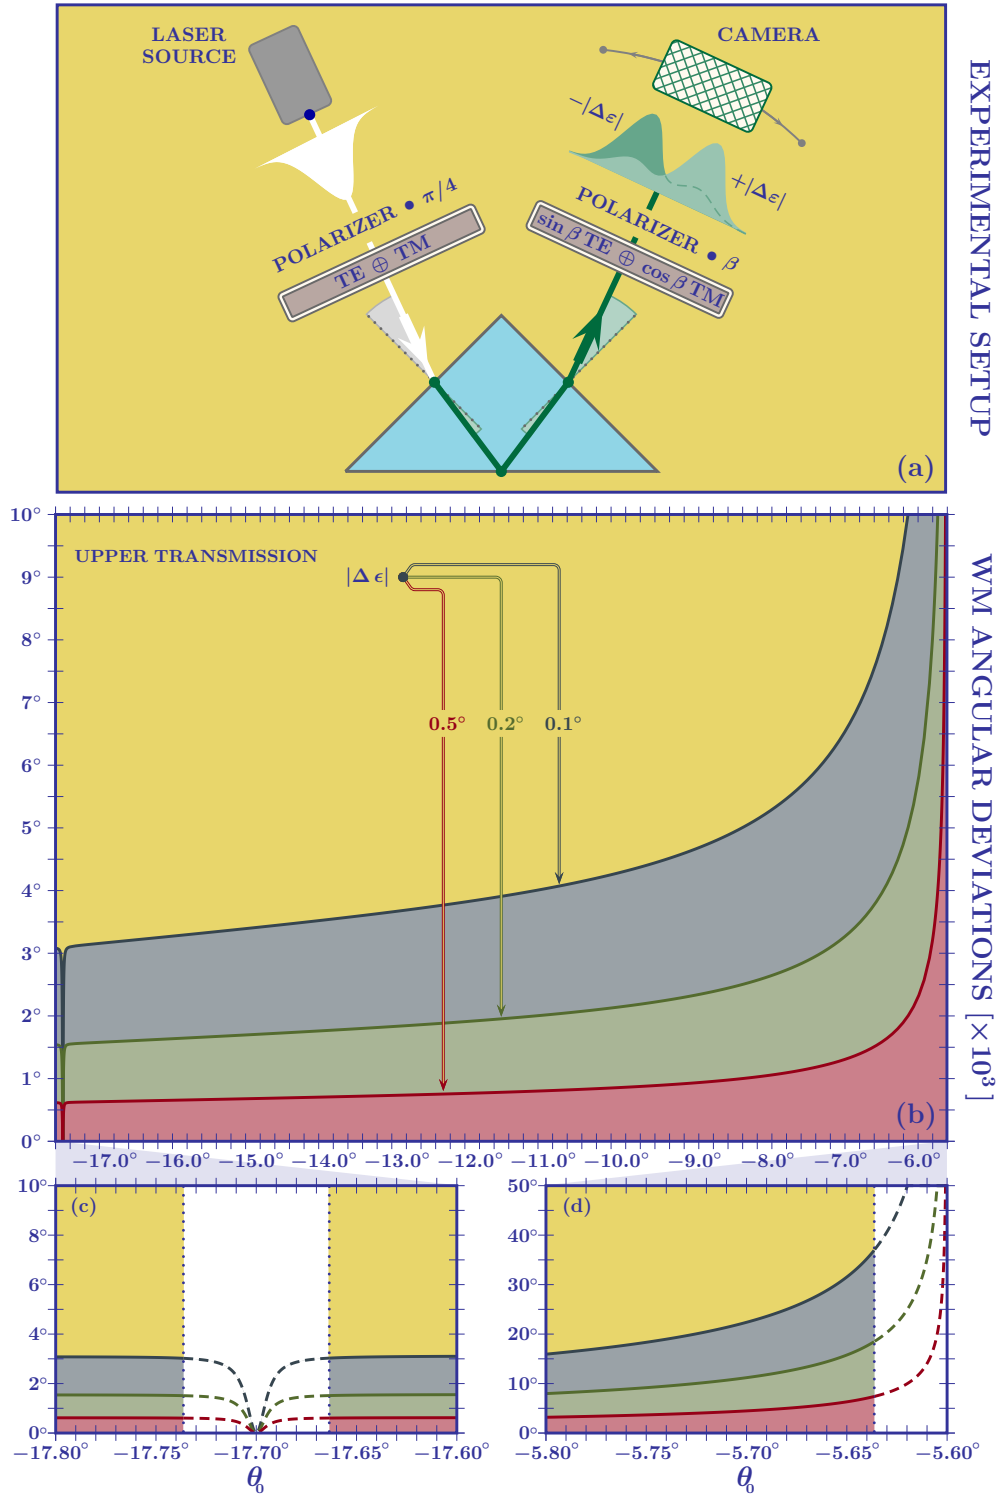 LASER
SOURCE
CAMERA
−|Δε|
+|Δε|
POLARIZER • π/4
TE ⊕ TM
POLARIZER • β
sin β TE ⊕ cos β TM
(a)
EXPERIMENTAL SETUP
10°
9°
8°
7°
6°
5°
4°
3°
2°
1°
0°
UPPER TRANSMISSION
|Δ ϵ|
0.5°
0.2°
0.1°
(b)
WM ANGULAR DEVIATIONS [×10³]
−17.0°
−16.0°
−15.0°
−14.0°
−13.0°
−12.0°
−11.0°
−10.0°
−9.0°
−8.0°
−7.0°
−6.0°
(c)
10°
8°
6°
4°
2°
0°
−17.80°
−17.75°
−17.70°
−17.65°
−17.60°
θ₀
(d)
50°
40°
30°
20°
10°
00°
−5.80°
−5.75°
−5.70°
−5.65°
−5.60°
θ₀